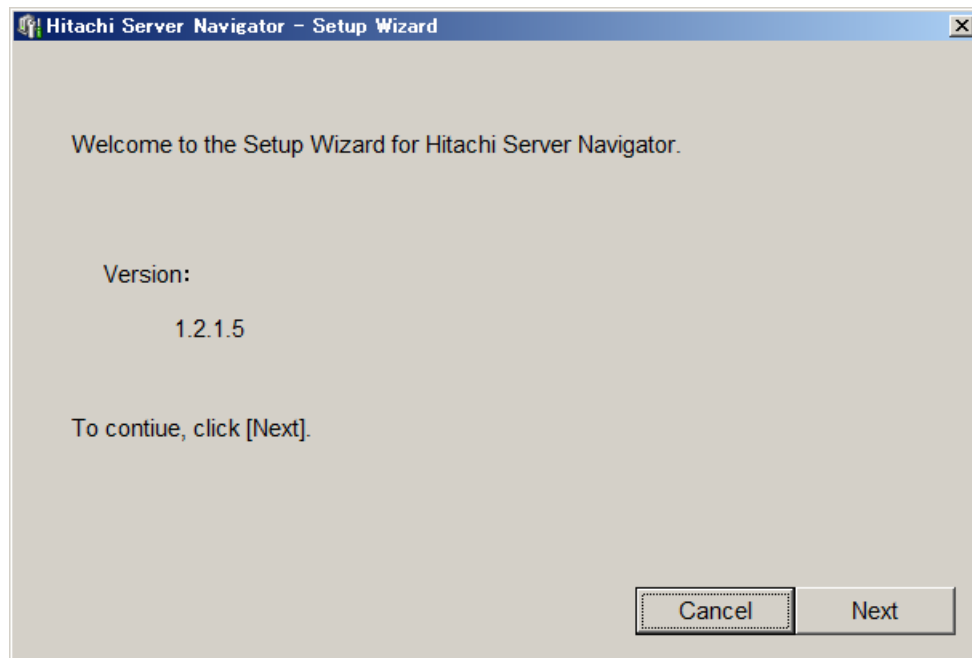 Hitachi Server Navigator - Setup Wizard
Welcome to the Setup Wizard for Hitachi Server Navigator.
Version:
1.2.1.5
To contiue, click [Next].
Cancel Next